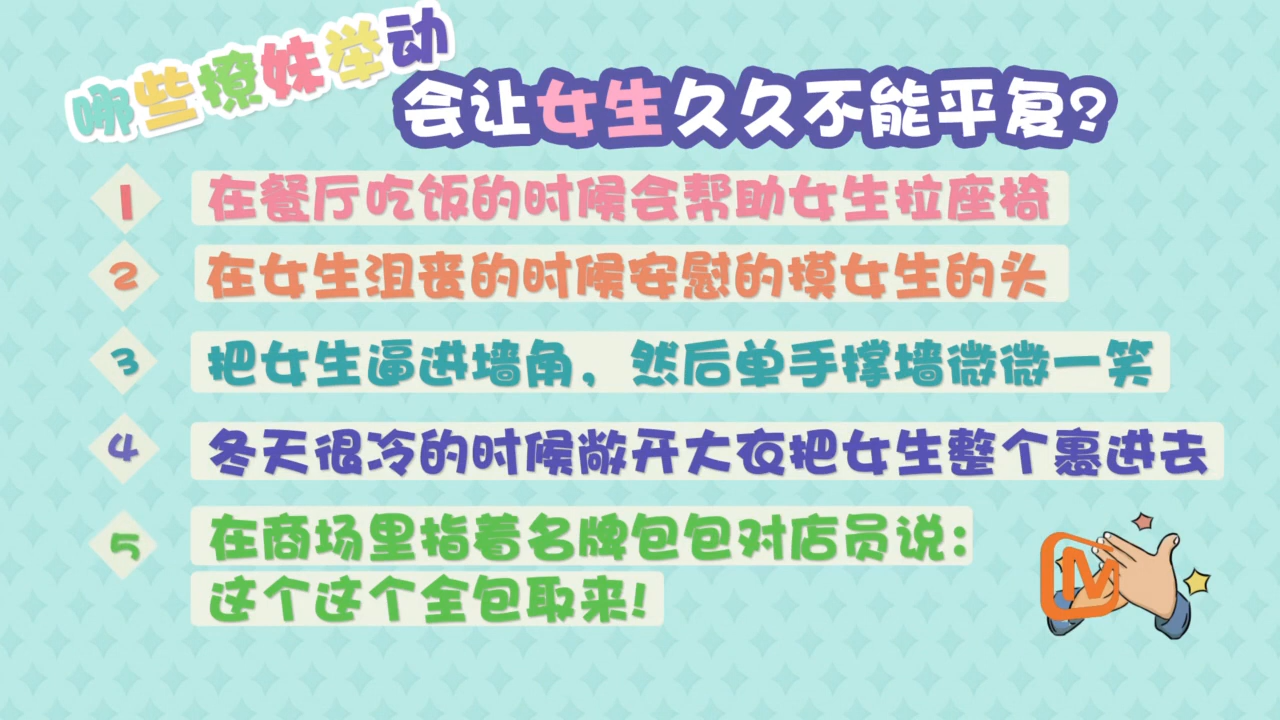 哪些撩妹举动
会让女生久久不能平复?
1 在餐厅吃饭的时候会帮助女生拉座椅
2 在女生沮丧的时候安慰的摸女生的头
3 把女生逼进墙角，然后单手撑墙微微一笑
4 冬天很冷的时候敞开大衣把女生整个裹进去
5 在商场里指着名牌包包对店员说：
这个这个全包取来!